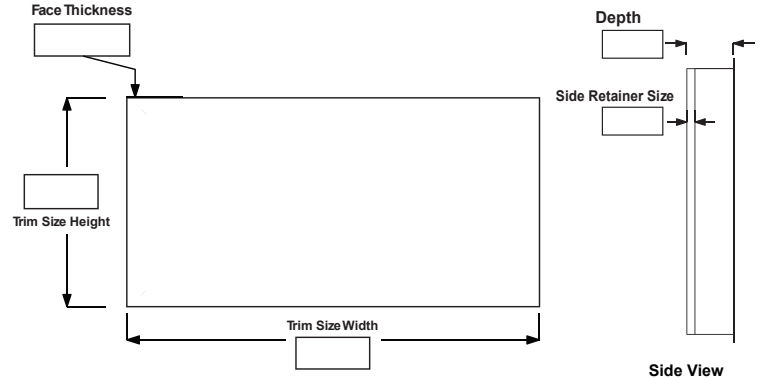 Face Thickness
Depth
Side Retainer Size
Trim Size Height
Trim Size Width
Side View